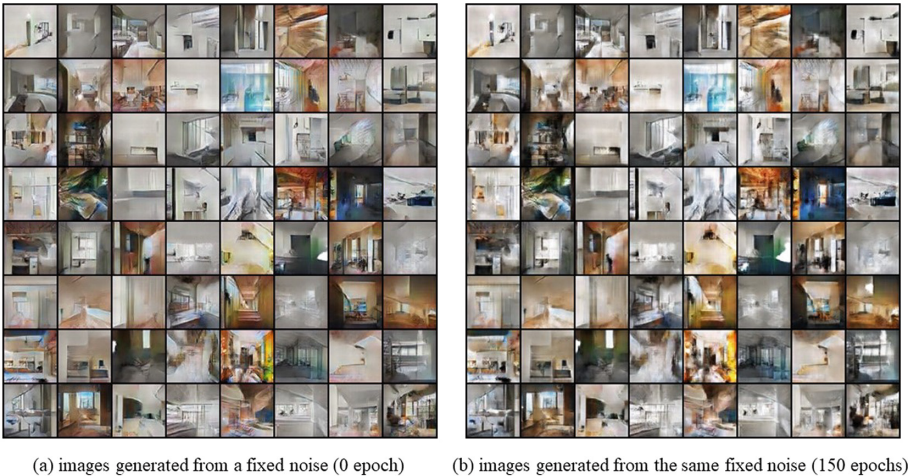 (a) images generated from a fixed noise (0 epoch)
(b) images generated from the same fixed noise (150 epochs)